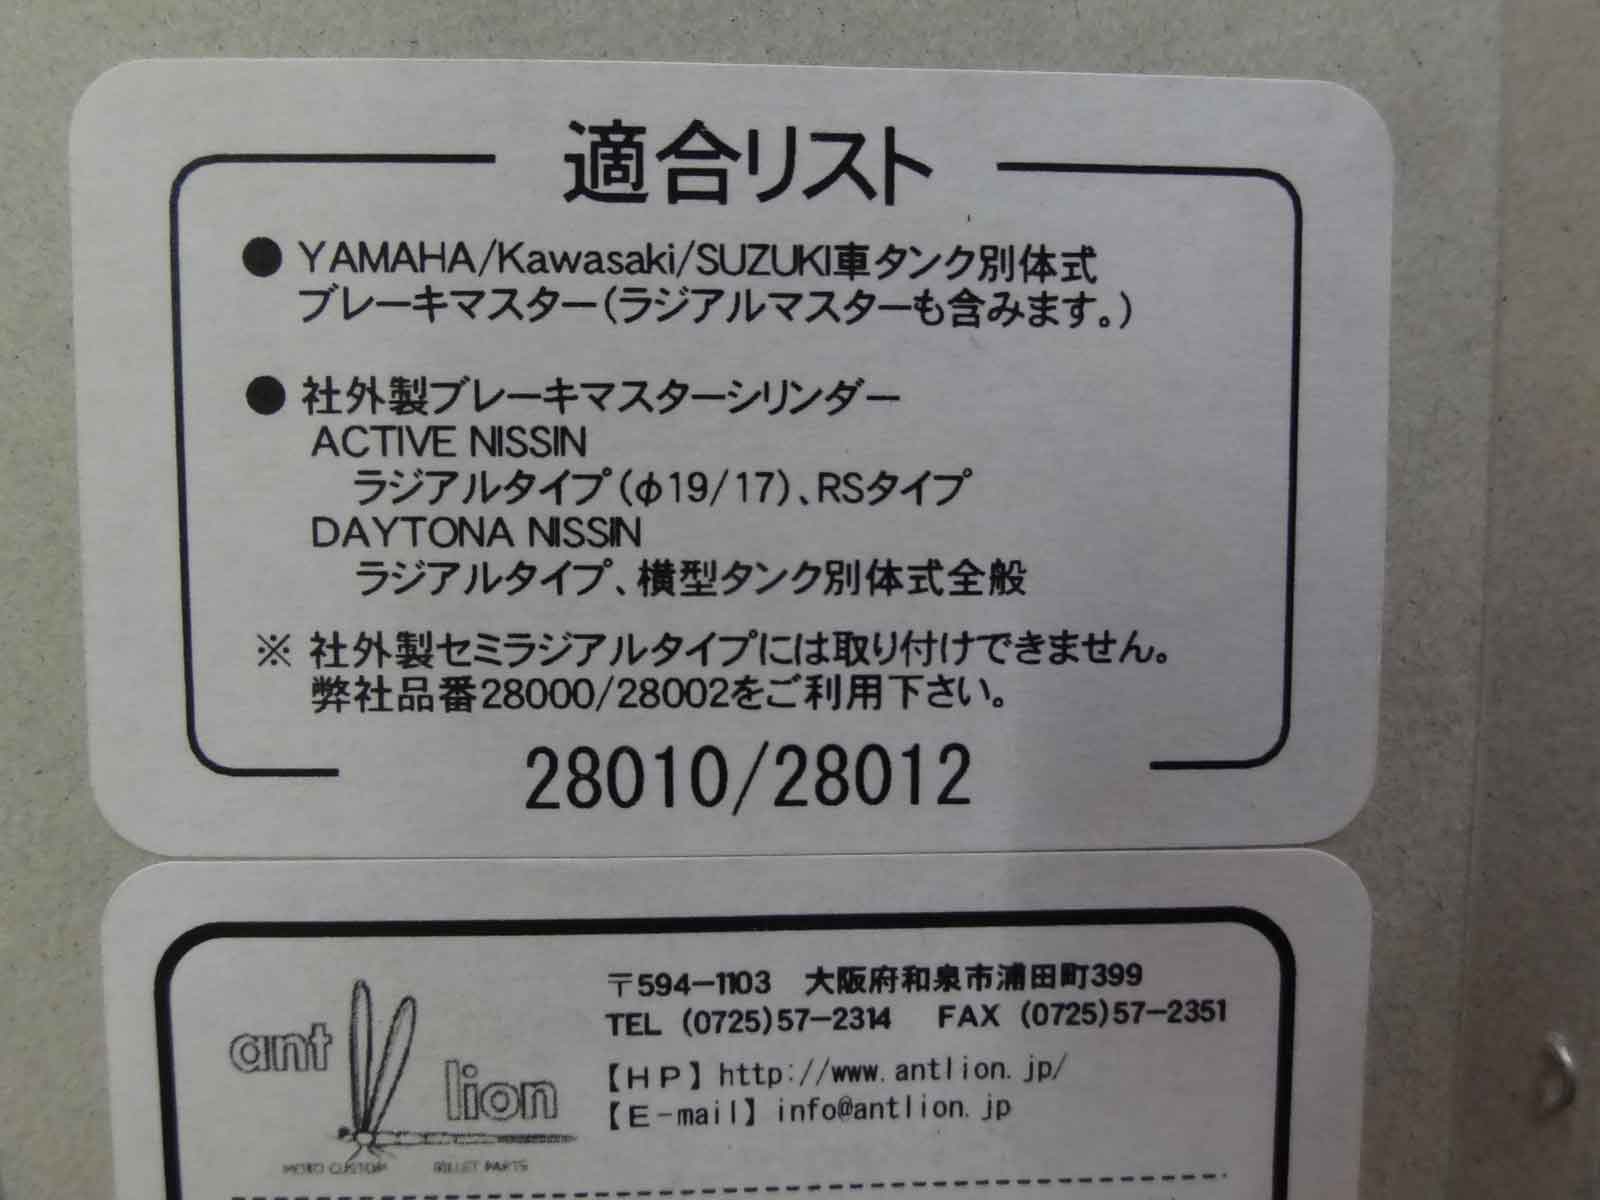 適合リスト
●YAMAHA/Kawasaki/SUZUKI車タンク別体式
ブレーキマスター(ラジアルマスターも含みます。)
●社外製ブレーキマスターシリンダー
ACTIVE NISSIN
ラジアルタイプ(φ19/17)、RSタイプ
DAYTONA NISSIN
ラジアルタイプ、横型タンク別体式全般
※ 社外製セミラジアルタイプには取り付けできません。
弊社品番28000/28002をご利用下さい。
28010/28012
〒594-1103 大阪府和泉市浦田町399
TEL (0725)57-2314 FAX (0725)57-2351
【HP】http://www.antlion.jp/
【E-mail】info@antlion.jp
ant
lion
MOTO CUSTOM BILLET PARTS